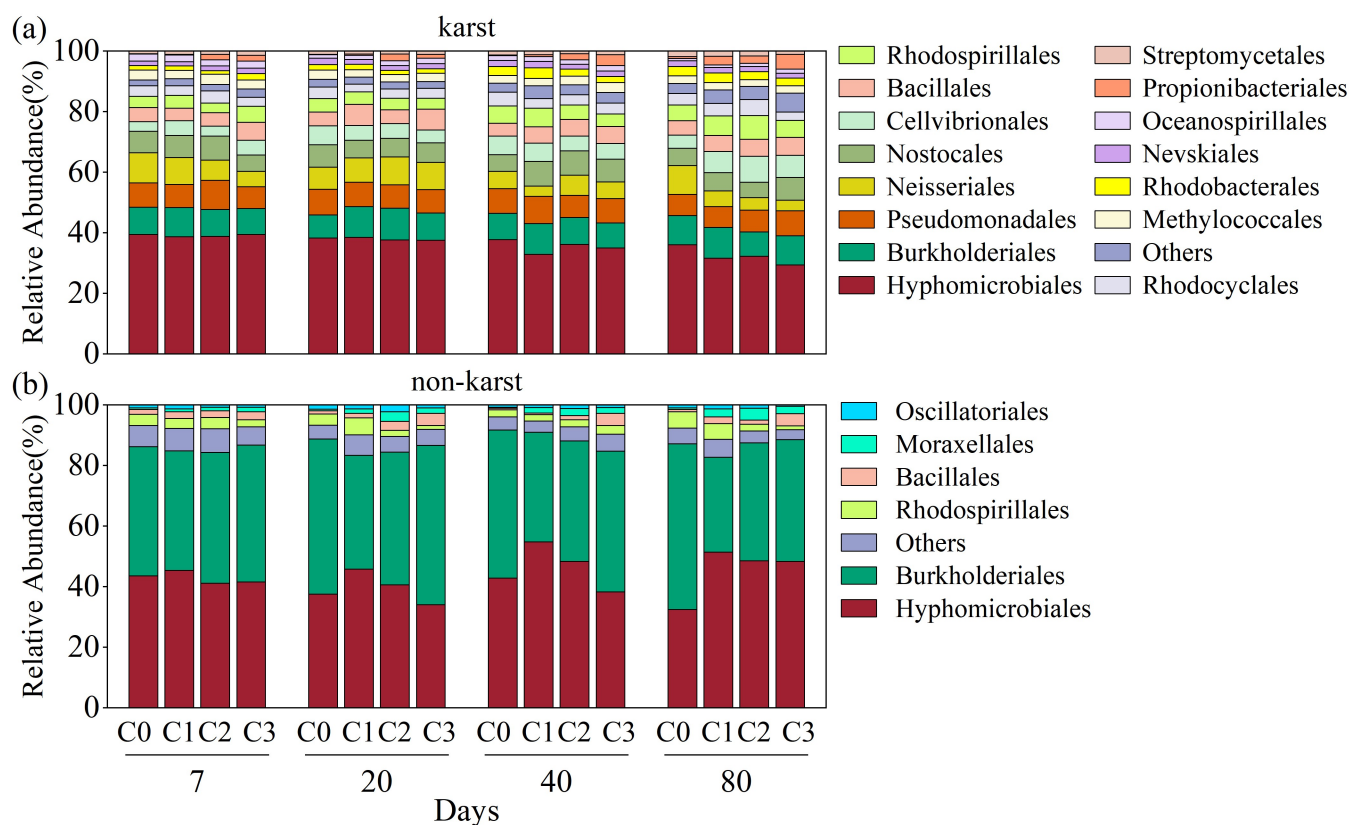 (a)
karst
Relative Abundance(%)
100
80
60
40
20
0
Rhodospirillales
Bacillales
Cellvibrionales
Nostocales
Neisseriales
Pseudomonadales
Burkholderiales
Hyphomicrobiales
Streptomycetales
Propionibacteriales
Oceanospirillales
Nevskiales
Rhodobacterales
Methylococcales
Others
Rhodocyclales
(b)
non-karst
Relative Abundance(%)
100
80
60
40
20
0
Oscillatoriales
Moraxellales
Bacillales
Rhodospirillales
Others
Burkholderiales
Hyphomicrobiales
C0 C1 C2 C3 C0 C1 C2 C3 C0 C1 C2 C3 C0 C1 C2 C3
7 20 40 80
Days